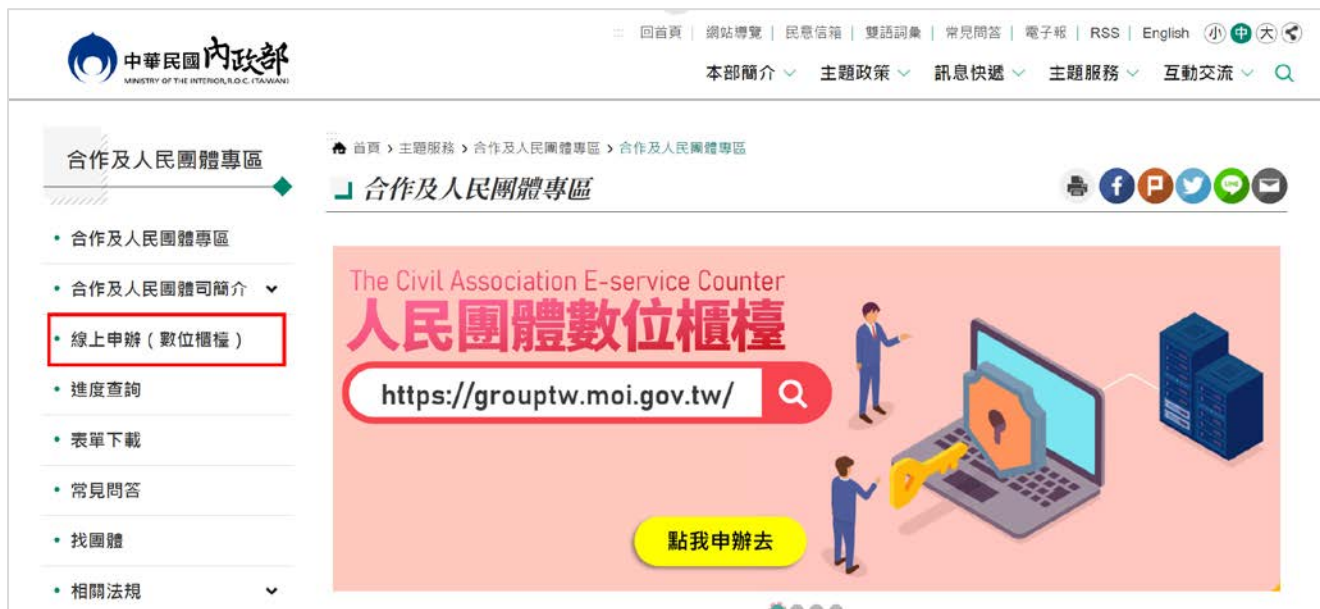 回首頁 | 網站導覽 | 民意信箱 | 雙語詞彙 | 常見問答 | 電子報 | RSS | English 小 中 大
中華民國內政部
MINISTRY OF THE INTERIOR,R.O.C.(TAIWAN)
本部簡介 主題政策 訊息快遞 主題服務 互動交流
合作及人民團體專區
首頁 > 主題服務 > 合作及人民團體專區 > 合作及人民團體專區
合作及人民團體專區
合作及人民團體專區
合作及人民團體司簡介
線上申辦(數位櫃檯)
進度查詢
表單下載
常見問答
找團體
相關法規
The Civil Association E-service Counter
人民團體數位櫃檯
https://grouptw.moi.gov.tw/
點我申辦去